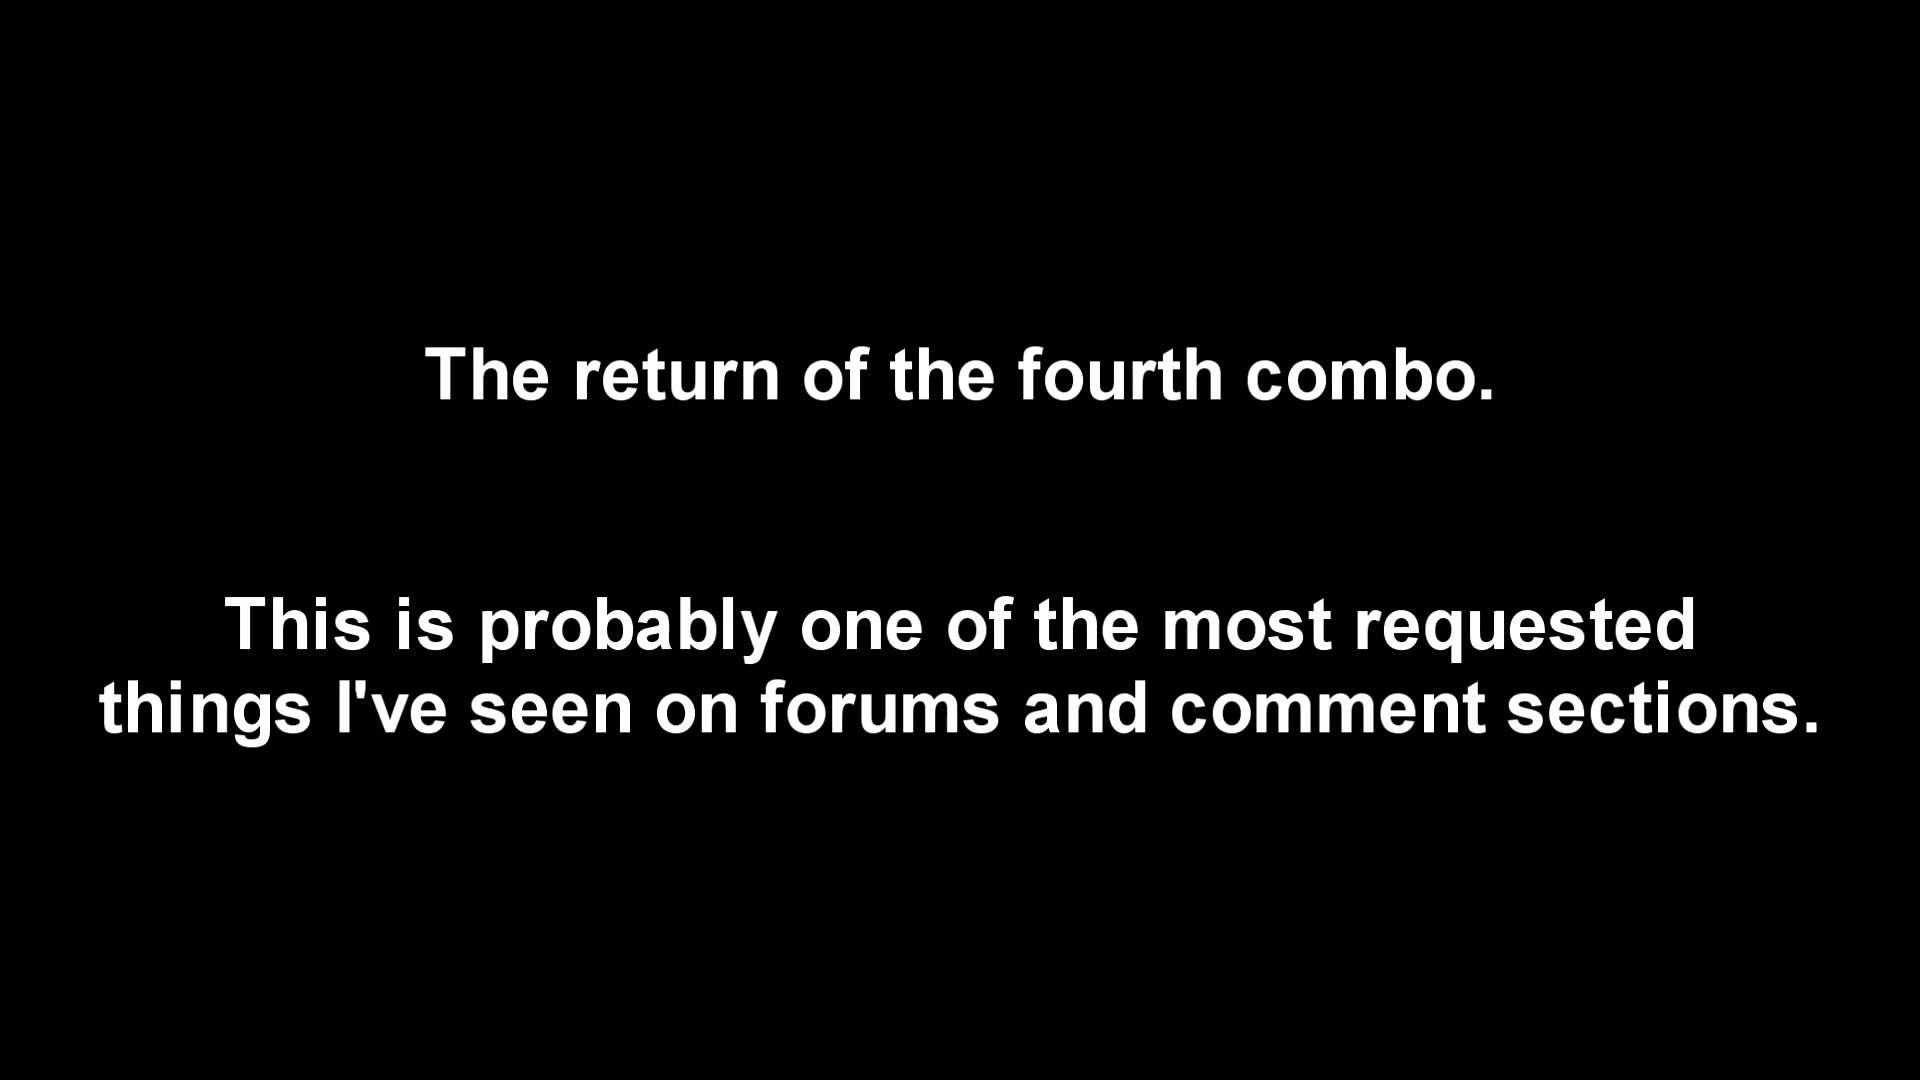 The return of the fourth combo.
This is probably one of the most requested
things I've seen on forums and comment sections.